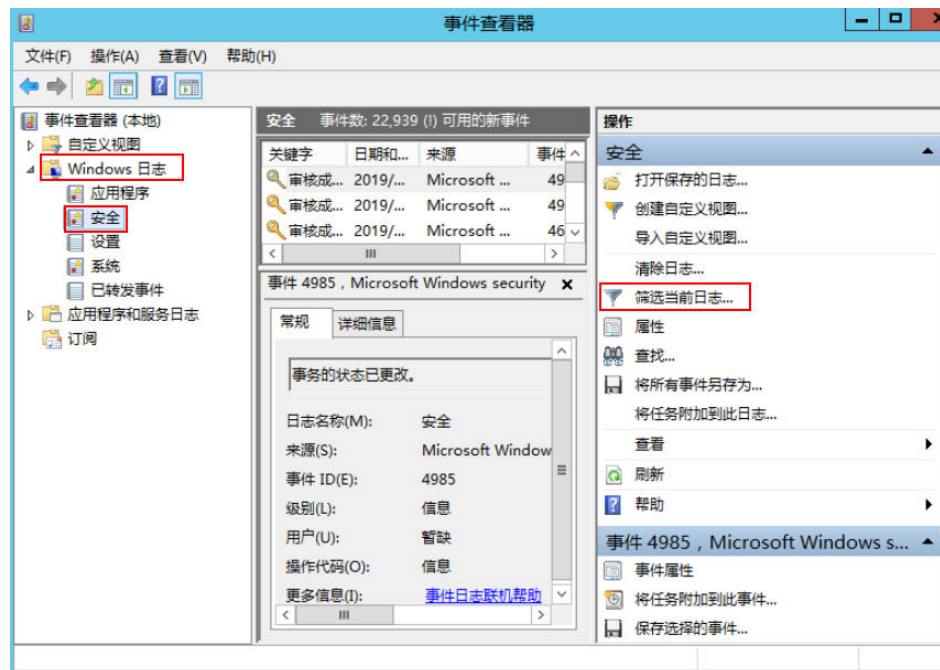 事件查看器
文件(F) 操作(A) 查看(V) 帮助(H)
事件查看器 (本地)
自定义视图
Windows 日志
应用程序
安全
设置
系统
已转发事件
应用程序和服务日志
订阅
安全 事件数: 22,939 (!) 可用的新事件
关键字 日期和... 来源 事件
审核成... 2019/... Microsoft ... 49
审核成... 2019/... Microsoft ... 49
审核成... 2019/... Microsoft ... 46
事件 4985，Microsoft Windows security
常规 详细信息
事务的状态已更改。
日志名称(M): 安全
来源(S): Microsoft Window
事件 ID(E): 4985
级别(L): 信息
用户(U): 暂缺
操作代码(O): 信息
更多信息(I): 事件日志联机帮助
操作
安全
打开保存的日志...
创建自定义视图...
导入自定义视图...
清除日志...
筛选当前日志...
属性
查找...
将所有事件另存为...
将任务附加到此日志...
查看
刷新
帮助
事件 4985，Microsoft Windows s...
事件属性
将任务附加到此事件...
保存选择的事件...